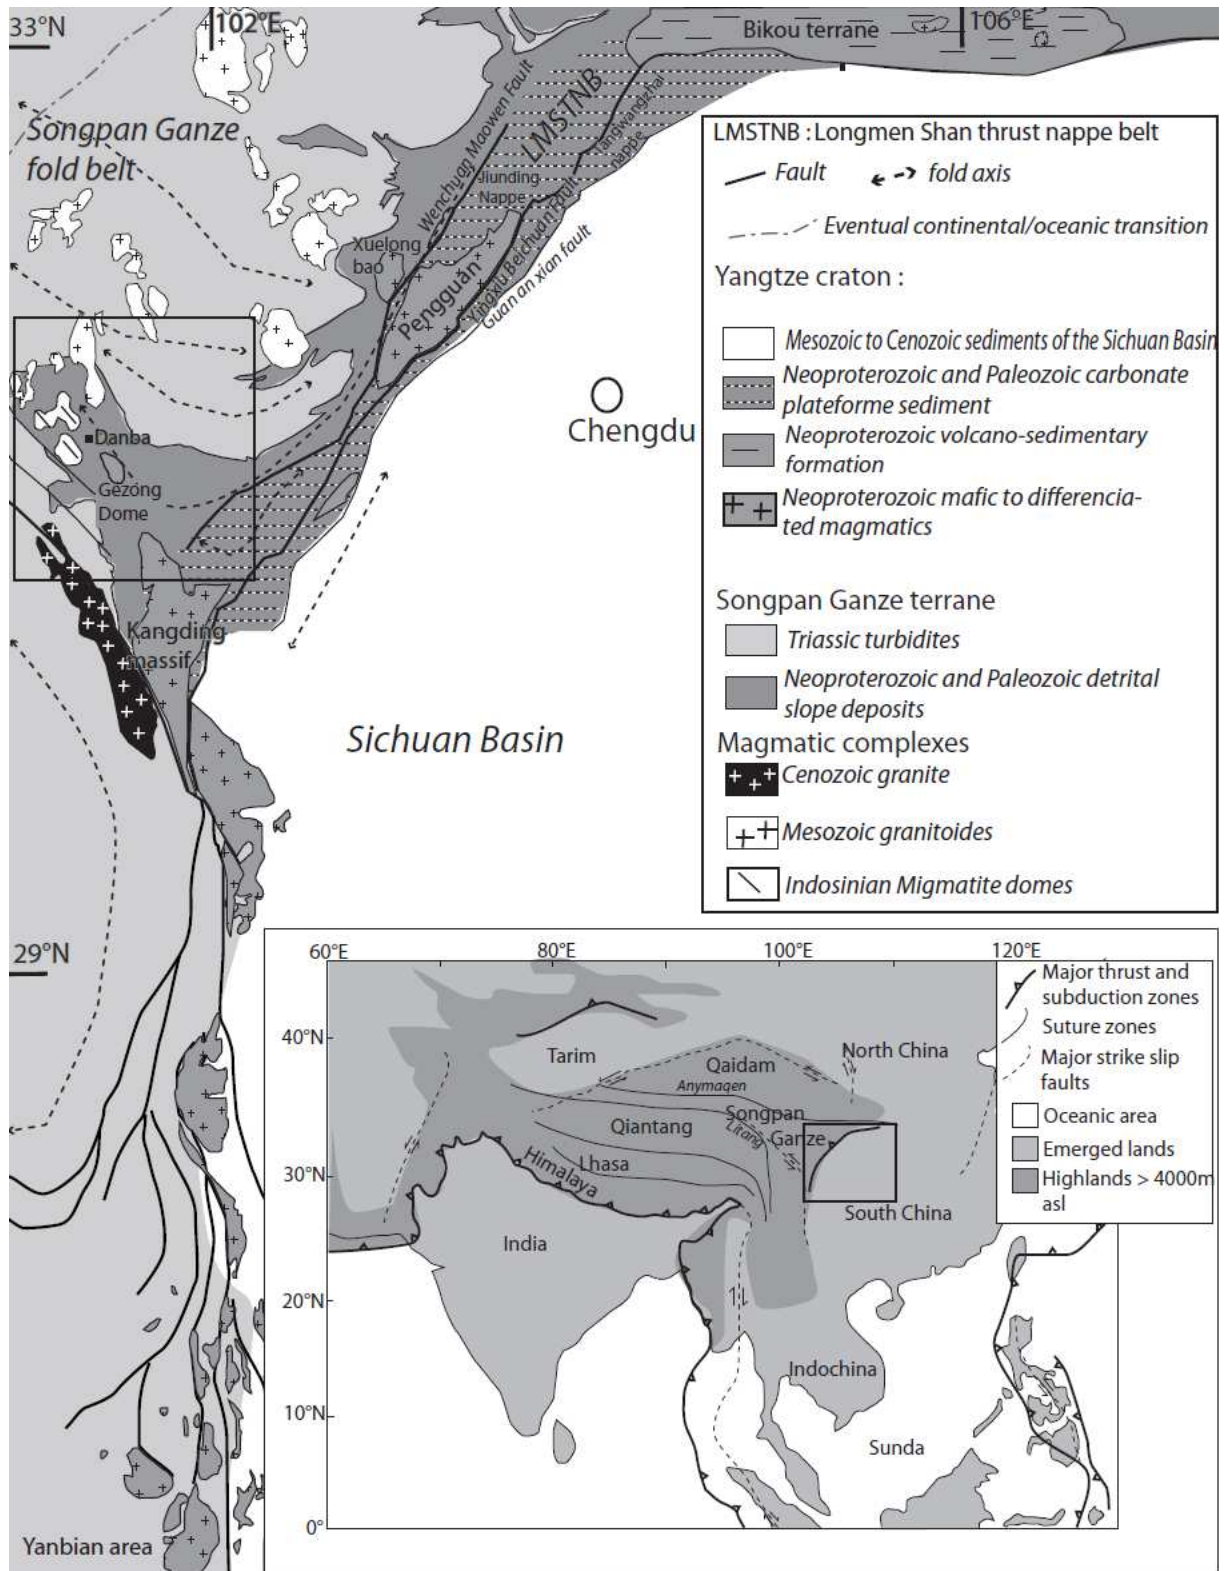 33°N
102°E
106°E
Bikou terrane
Songpan Ganze
fold belt
Wenchuan Maowen Fault
LMSTNB
Tangwangzhai
nappe
Jiunding
Nappe
Xuelong
bao
Pengguan
Yingxiu Beichuan Fault
Guan an xian fault
Chengdu
Danba
Gezong
Dome
Kangding
massif
Sichuan Basin
29°N
Yanbian area
LMSTNB : Longmen Shan thrust nappe belt
Fault
fold axis
Eventual continental/oceanic transition
Yangtze craton :
Mesozoic to Cenozoic sediments of the Sichuan Basin
Neoproterozoic and Paleozoic carbonate
plateforme sediment
Neoproterozoic volcano-sedimentary
formation
Neoproterozoic mafic to differencia-
ted magmatics
Songpan Ganze terrane
Triassic turbidites
Neoproterozoic and Paleozoic detrital
slope deposits
Magmatic complexes
Cenozoic granite
Mesozoic granitoides
Indosinian Migmatite domes
60°E
80°E
100°E
120°E
40°N
30°N
20°N
10°N
0°
Tarim
Qaidam
North China
Anymaqen
Songpan
Ganze
Litang
Qiantang
Lhasa
Himalaya
South China
India
Indochina
Sunda
Major thrust and
subduction zones
Suture zones
Major strike slip
faults
Oceanic area
Emerged lands
Highlands > 4000m
asl